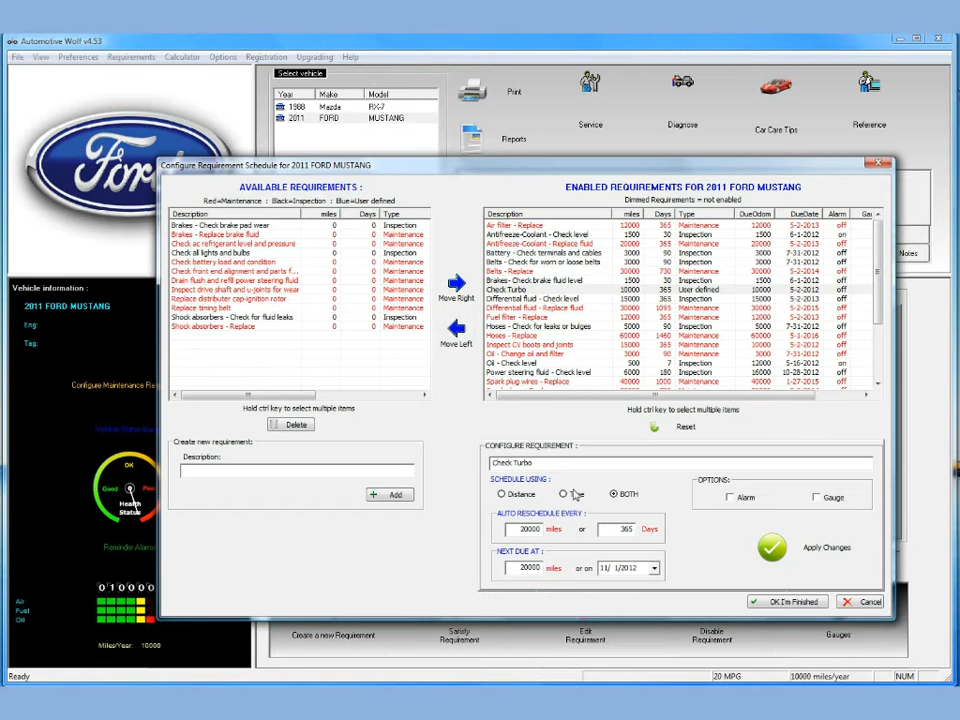 Automotive Wolf v4.53
File View Preferences Requirements Calculator Options Registration Upgrading Help
Select vehicle
Year Make Model
1988 Mazda RX-7
2011 FORD MUSTANG
Print
Reports
Service
Diagnose
Car Care Tips
Reference
Notes
Ford
Vehicle information :
2011 FORD MUSTANG
Eng:
Tag:
Configure Maintenance Re
OK
Good
Health
Status
Reminder Alarm
010000
Air
Fuel
Oil
Miles/Year: 10000
Configure Requirement Schedule for 2011 FORD MUSTANG
AVAILABLE REQUIREMENTS :
Red=Maintenance : Black=Inspection : Blue=User defined
Description miles Days Type
Brakes - Check brake pad wear 0 0 Inspection
Brakes - Replace brake fluid 0 0 Maintenance
Check ac refrigerant level and pressure 0 0 Maintenance
Check all lights and bulbs 0 0 Inspection
Check battery load and condition 0 0 Maintenance
Check front end alignment and parts f... 0 0 Maintenance
Drain flush and refill power steering fluid 0 0 Maintenance
Inspect drive shaft and u-joints for wear 0 0 Maintenance
Replace distributer cap-ignition rotor 0 0 Maintenance
Replace timing belt 0 0 Maintenance
Shock absorbers - Check for fluid leaks 0 0 Inspection
Shock absorbers - Replace 0 0 Maintenance
Hold ctrl key to select multiple items
Delete
Create new requirement:
Description:
Add
Move Right
Move Left
ENABLED REQUIREMENTS FOR 2011 FORD MUSTANG
Dimmed Requirements = not enabled
Description miles Days Type DueOdom DueDate Alarm Gau
Air filter - Replace 12000 365 Maintenance 12000 5-2-2013 off
Antifreeze-Coolant - Check level 1500 30 Inspection 1500 6-1-2012 on
Antifreeze-Coolant - Replace fluid 20000 365 Maintenance 20000 5-2-2013 off
Battery - Check terminals and cables 3000 90 Inspection 3000 7-31-2012 off
Belts - Check for worn or loose belts 3000 90 Inspection 3000 7-31-2012 off
Belts - Replace 30000 730 Maintenance 30000 5-2-2014 off
Brakes- Check brake fluid level 1500 30 Inspection 1500 6-1-2012 off
Check Turbo 10000 365 User defined 10000 5-2-2012 off
Differential fluid - Check level 15000 365 Inspection 15000 5-2-2013 off
Differential fluid - Replace fluid 30000 1095 Maintenance 30000 5-2-2015 off
Fuel filter - Replace 15000 365 Maintenance 15000 5-2-2013 off
Hoses - Check for leaks or bulges 5000 90 Inspection 5000 7-31-2012 off
Hoses - Replace 60000 1460 Maintenance 60000 5-1-2016 off
Inspect CV boots and joints 15000 365 Maintenance 15000 5-2-2013 off
Oil - Change oil and filter 3000 90 Maintenance 3000 7-31-2012 off
Oil - Check level 500 7 Inspection 12000 5-16-2012 on
Power steering fluid - Check level 6000 180 Inspection 16000 10-28-2012 off
Spark plug wires - Replace 40000 1000 Maintenance 40000 1-27-2015 off
Hold ctrl key to select multiple items
Reset
CONFIGURE REQUIREMENT :
Check Turbo
SCHEDULE USING :
Distance BOTH
OPTIONS:
Alarm Gauge
AUTO RESCHEDULE EVERY :
20000 miles or 365 Days
NEXT DUE AT :
20000 miles or on 11/ 1/2012
Apply Changes
OK I'm Finished Cancel
Create a new Requirement
Satisfy Requirement
Edit Requirement
Disable Requirement
Gauges
Ready 20 MPG 10000 miles/year NUM